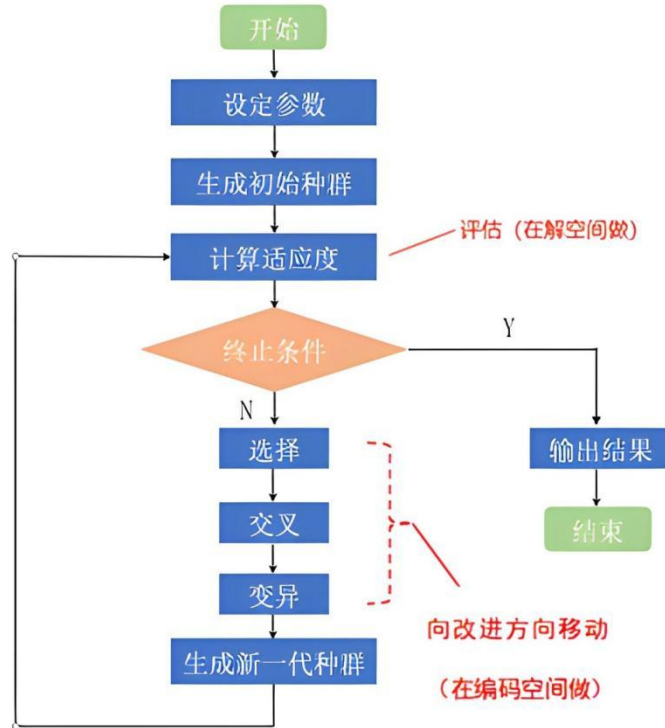 开始
设定参数
生成初始种群
评估（在解空间做）
计算适应度
Y
终止条件
N
选择
输出结果
交叉
结束
变异
向改进方向移动
生成新一代种群
（在编码空间做）